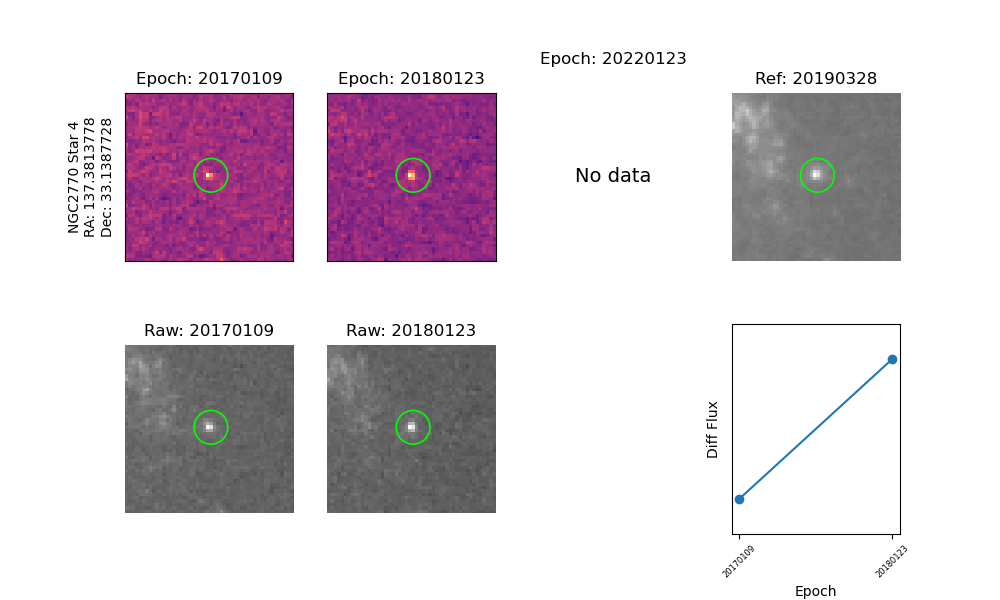 Epoch: 20170109
Epoch: 20180123
Epoch: 20220123
Ref: 20190328
NGC2770 Star 4
RA: 137.3813778
Dec: 33.1387728
No data
Raw: 20170109
Raw: 20180123
Diff Flux
20170109
20180123
Epoch